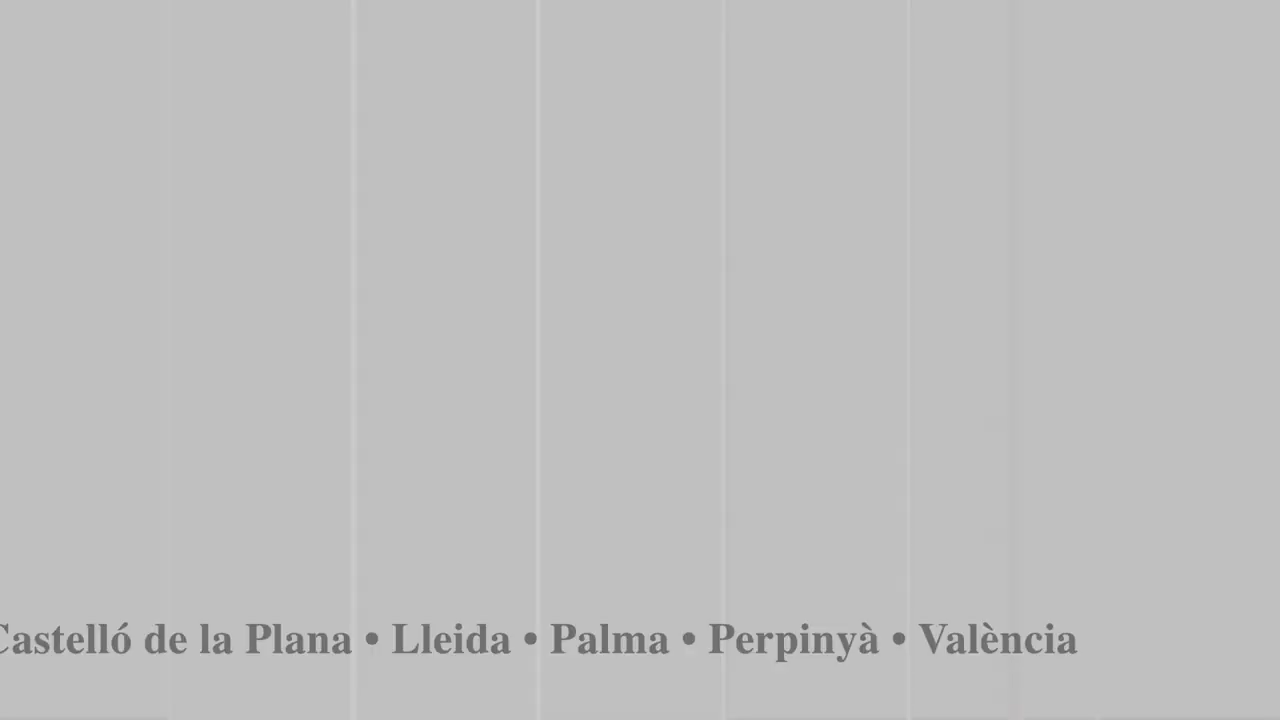 Castelló de la Plana • Lleida • Palma • Perpinyà • València